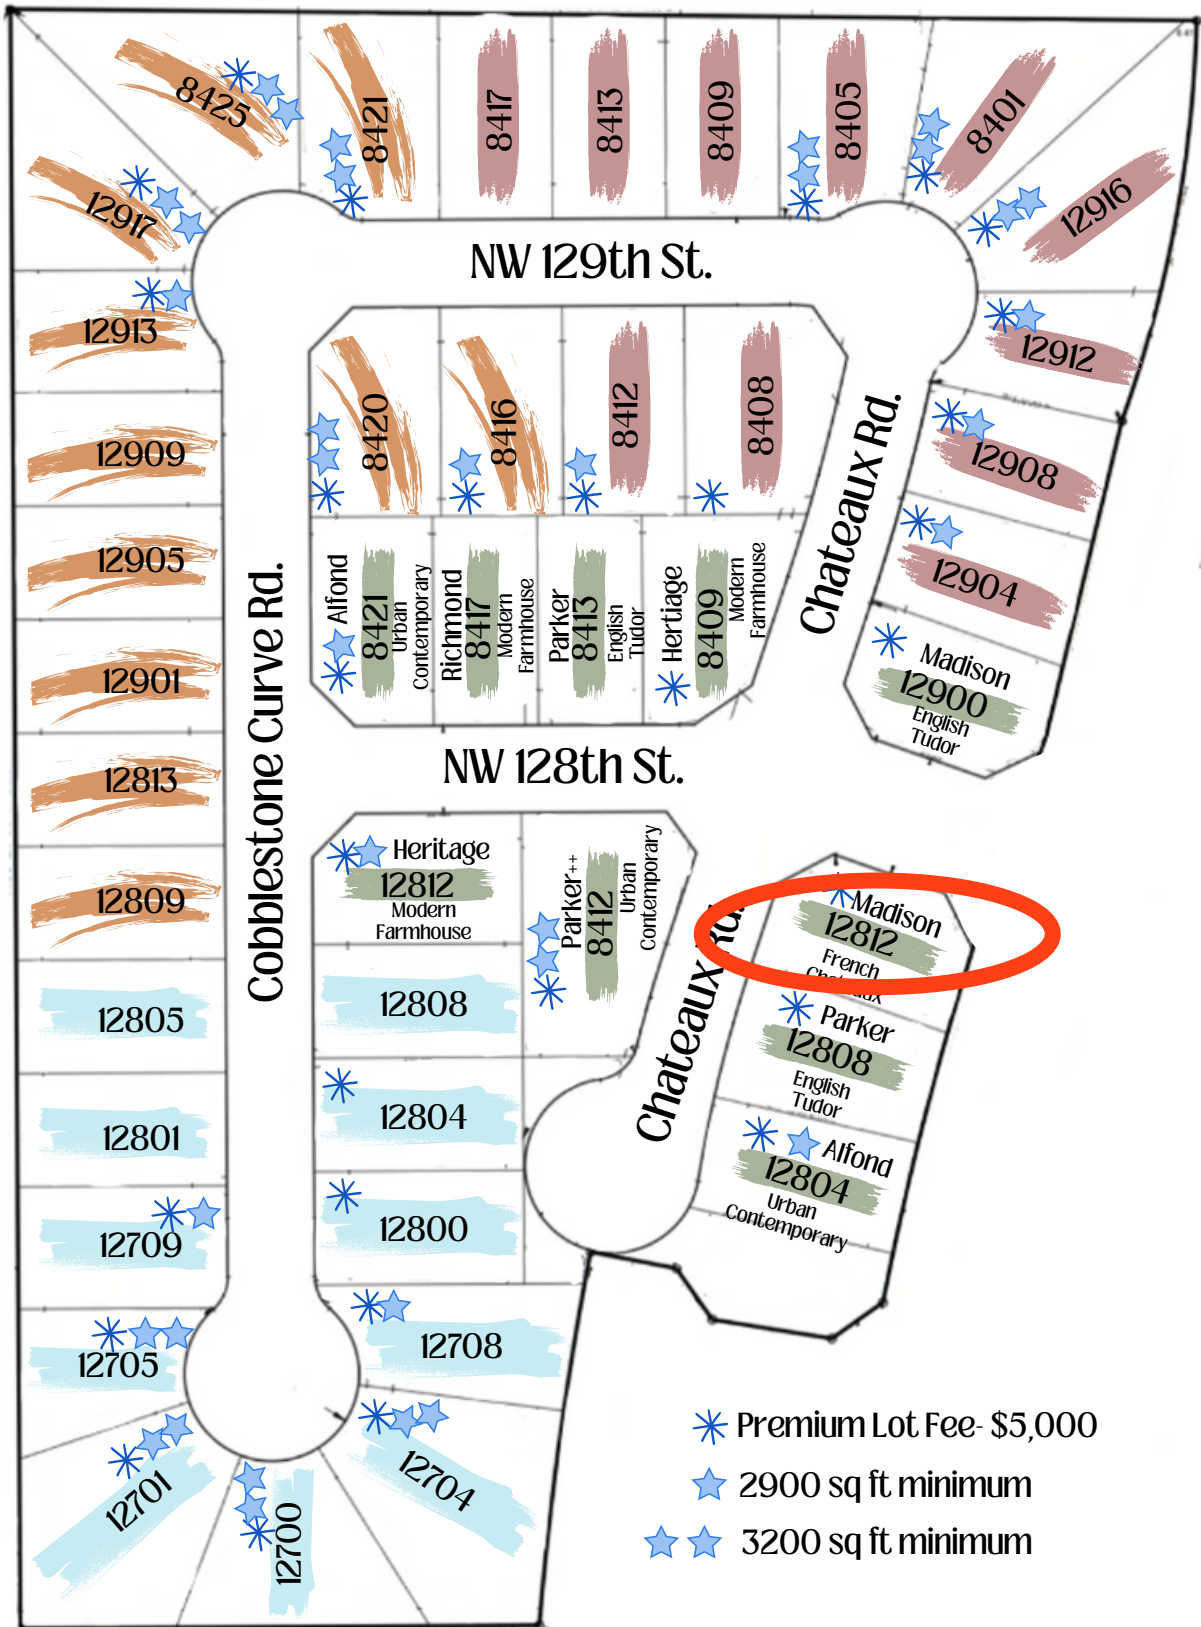 8425
8421
8417
8413
8409
8405
8401
12917
12916
NW 129th St.
12913
12912
8420
8416
8412
8408
12909
12908
Chateaux Rd.
12905
12904
Alfond
8421
Urban
Contemporary
Richmond
8417
Modern
Farmhouse
Parker
8413
English
Tudor
Hertiage
8409
Modern
Farmhouse
Madison
12900
English
Tudor
12901
Cobblestone Curve Rd.
NW 128th St.
12813
12809
Heritage
12812
Modern
Farmhouse
Parker++
8412
Urban
Contemporary
Madison
12812
French
Chateaux
Chateaux Rd.
12805
12808
Parker
12808
English
Tudor
12801
12804
Alfond
12804
Urban
Contemporary
12709
12800
12705
12708
12701
12700
12704
Premium Lot Fee- $5,000
2900 sq ft minimum
3200 sq ft minimum